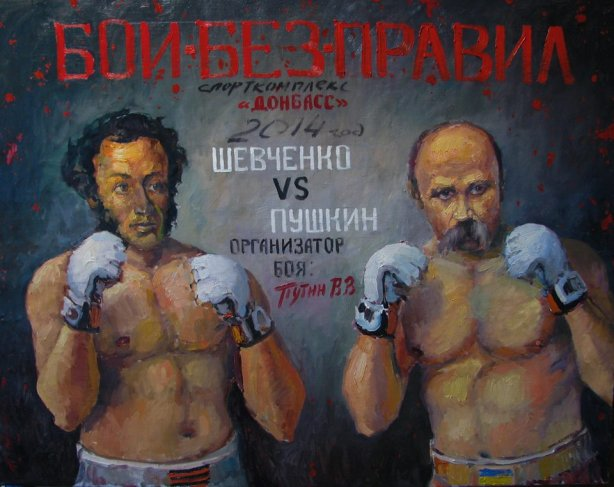 БОИ·БЕЗ·ПРАВИЛ
СПОРТКОМПЛЕКС
«ДОНБАСС»
2014 год
ШЕВЧЕНКО
VS
ПУШКИН
ОРГАНИЗАТОР
БОЯ:
ПУТИН В.В